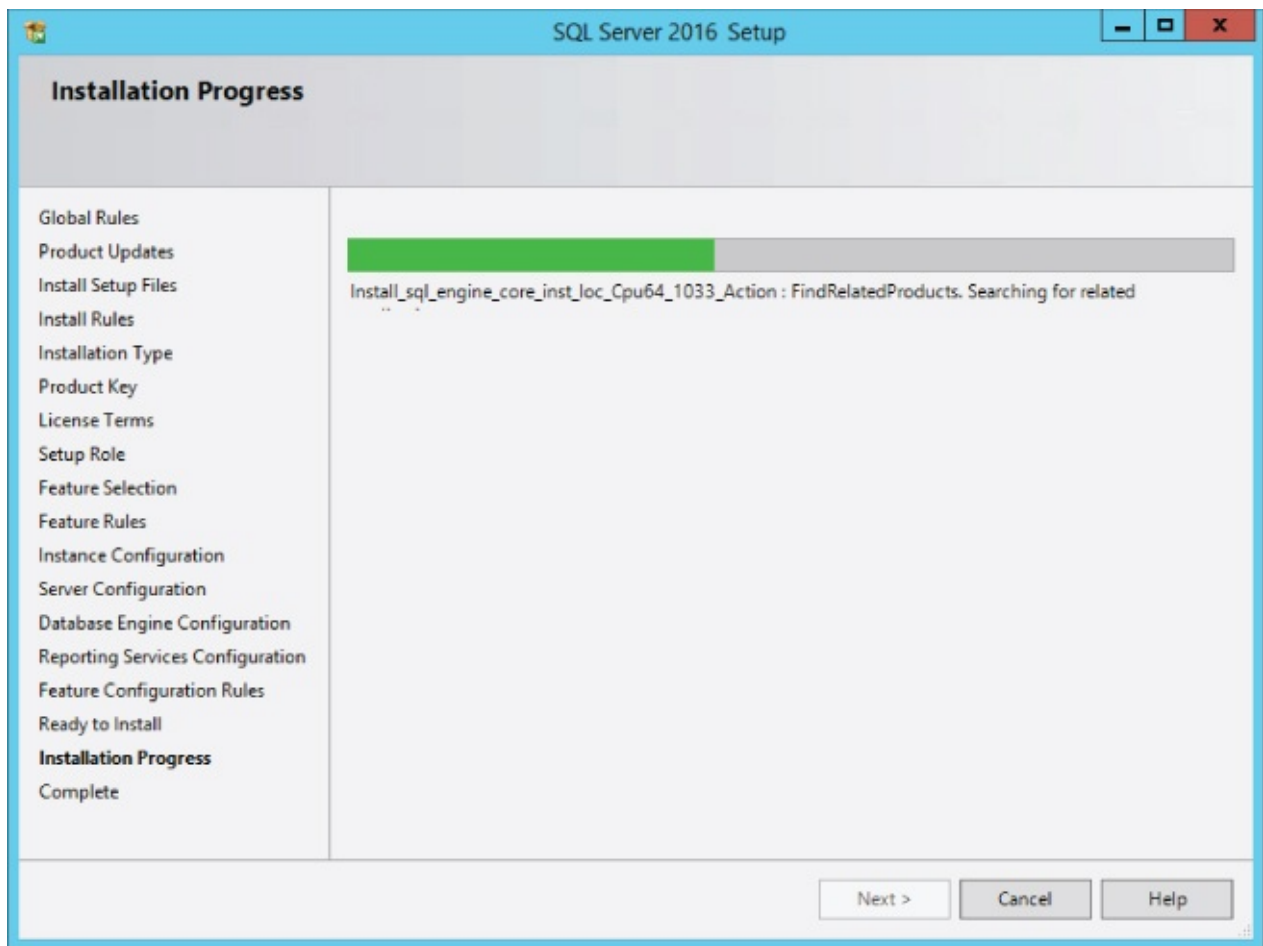 SQL Server 2016 Setup
Installation Progress
Global Rules
Product Updates
Install Setup Files
Install Rules
Installation Type
Product Key
License Terms
Setup Role
Feature Selection
Feature Rules
Instance Configuration
Server Configuration
Database Engine Configuration
Reporting Services Configuration
Feature Configuration Rules
Ready to Install
Installation Progress
Complete
Install_sql_engine_core_inst_loc_Cpu64_1033_Action : FindRelatedProducts. Searching for related
Next >
Cancel
Help